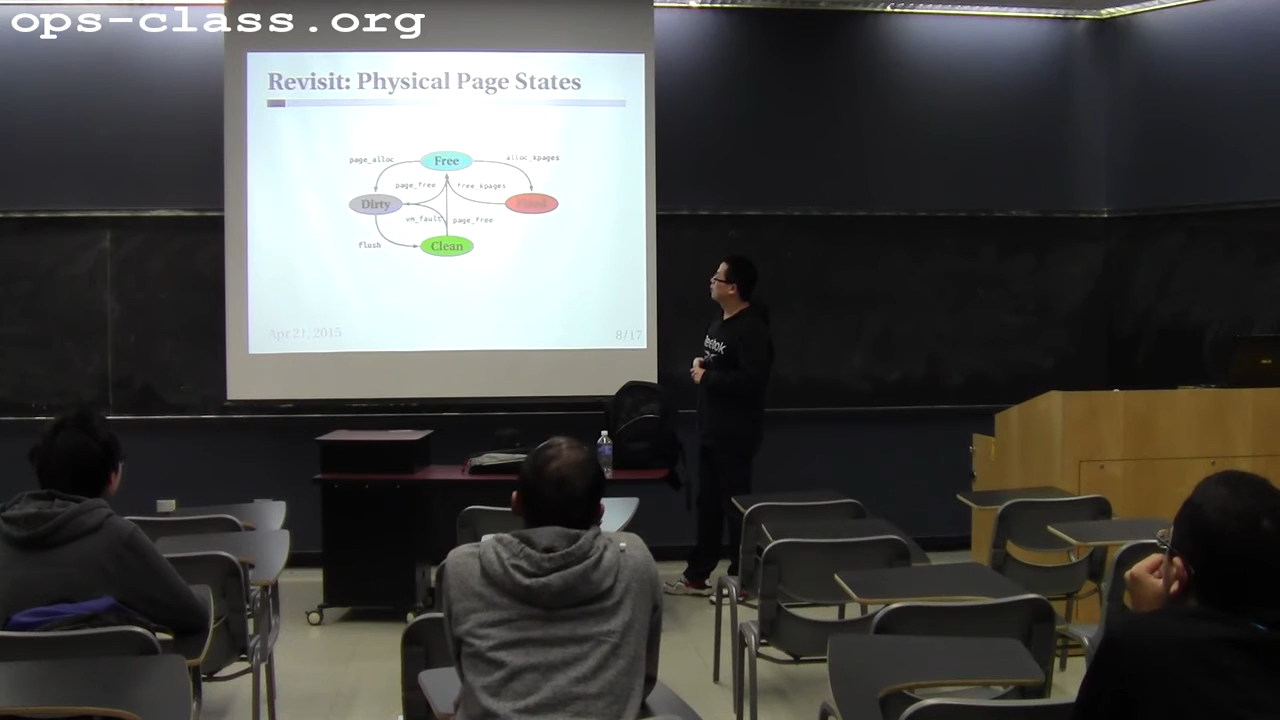 ops-class.org
Revisit: Physical Page States
page_alloc
Free
alloc_kpages
page_free
free_kpages
Dirty
Fixed
vm_fault
page_free
flush
Clean
Apr 21, 2015
8/17